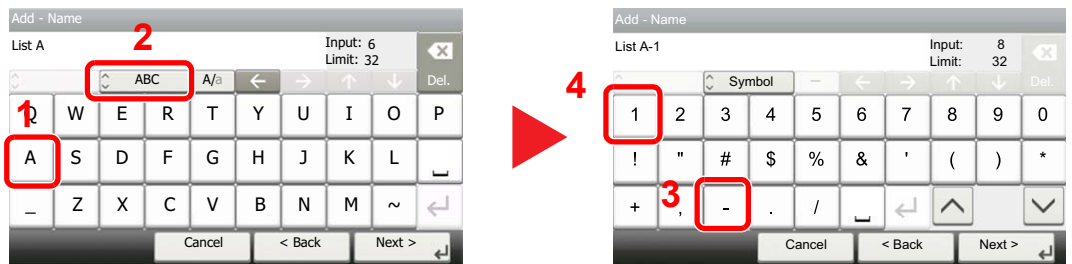 Add - Name
List A
2
Input: 6
Limit: 32
ABC
A/a
Del.
1
Q W E R T Y U I O P
A S D F G H J K L
_ Z X C V B N M ~
Cancel
< Back
Next >
Add - Name
List A-1
Input: 8
Limit: 32
4
Symbol
Del.
1 2 3 4 5 6 7 8 9 0
! " # $ % & ' ( ) *
3
+ , - . /
Cancel
< Back
Next >